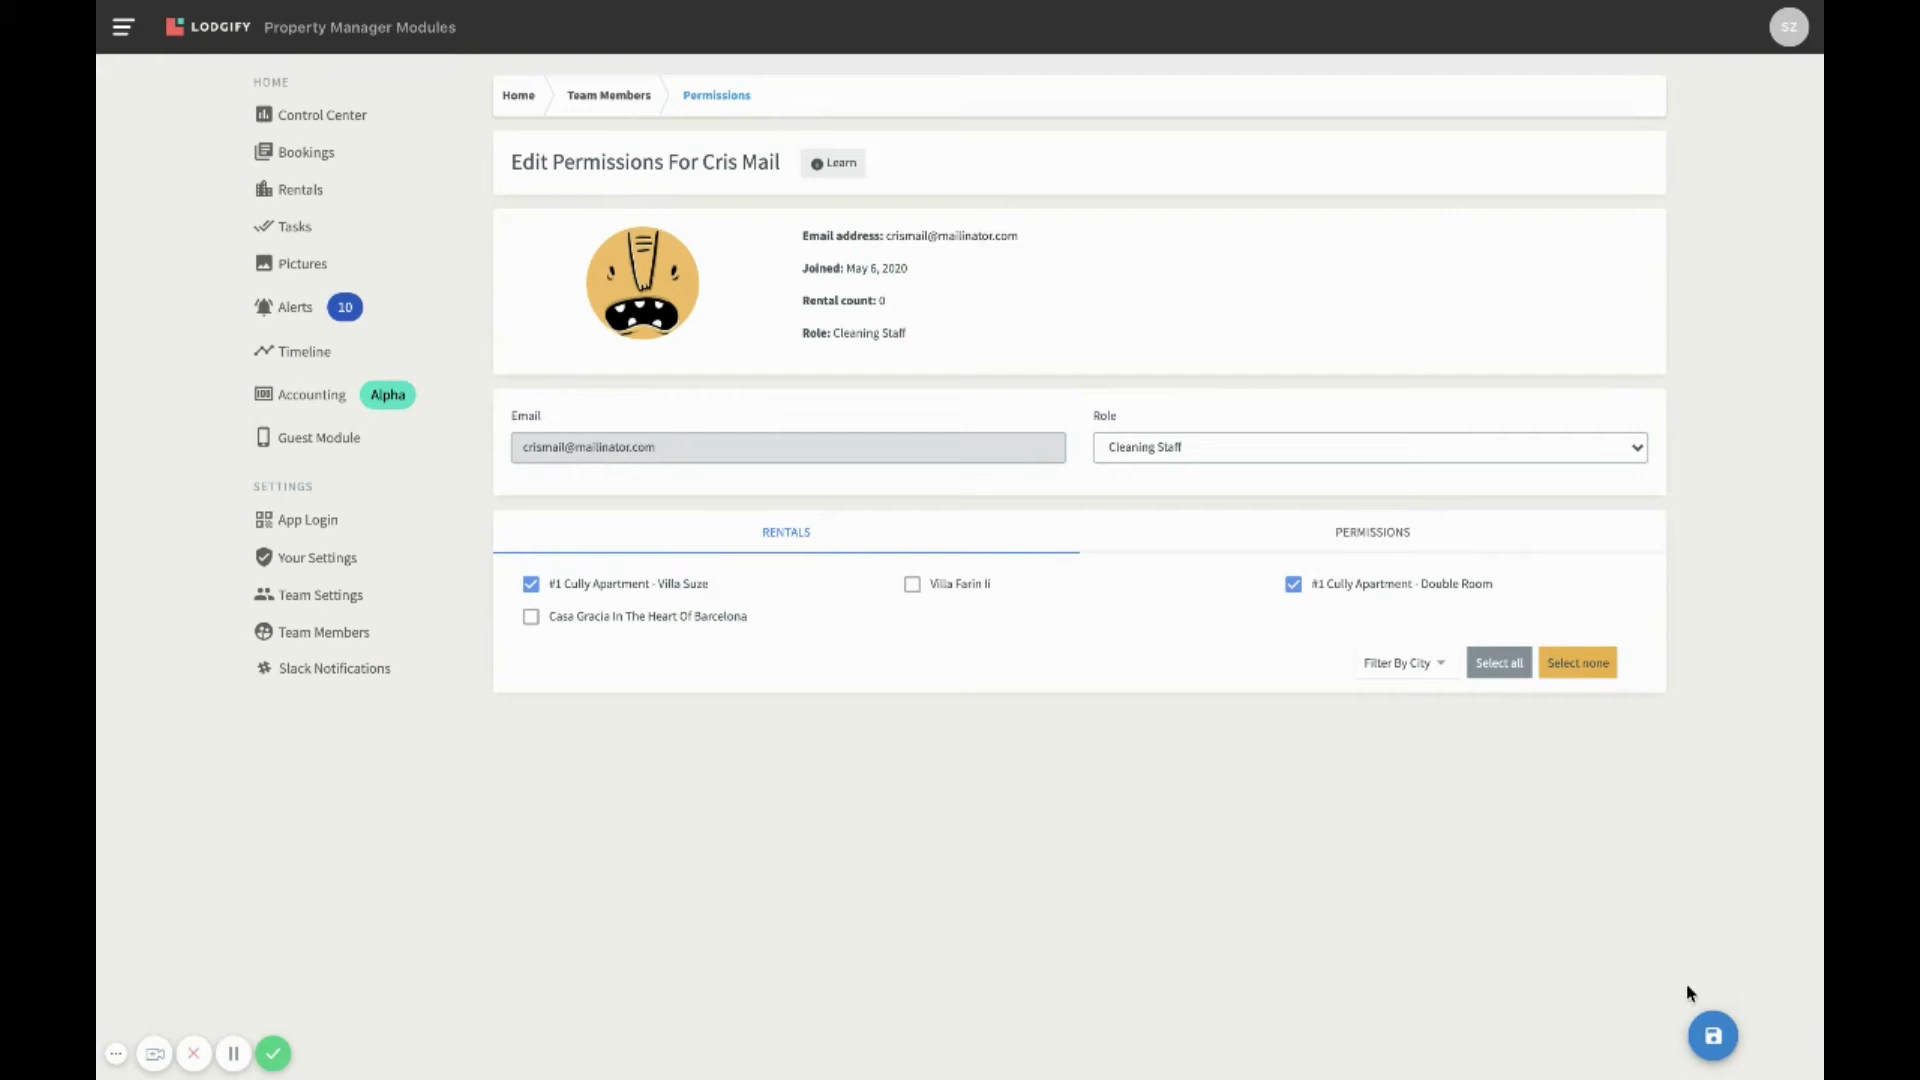 LODGIFY Property Manager Modules
SZ
HOME
Control Center
Bookings
Rentals
Tasks
Pictures
Alerts 10
Timeline
Accounting Alpha
Guest Module
SETTINGS
App Login
Your Settings
Team Settings
Team Members
Slack Notifications
Home Team Members Permissions
Edit Permissions For Cris Mail Learn
Email address: crismail@mailinator.com
Joined: May 6, 2020
Rental count: 0
Role: Cleaning Staff
Email Role
crismail@mailinator.com Cleaning Staff
RENTALS PERMISSIONS
#1 Cully Apartment - Villa Suze Villa Farin Ii #1 Cully Apartment - Double Room
Casa Gracia In The Heart Of Barcelona
Filter By City Select all Select none